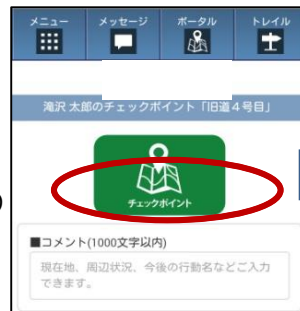 メニュー メッセージ ポータル トレイル
滝沢 太郎のチェックポイント「旧道4号目」
チェックポイント
■コメント(1000文字以内)
現在地、周辺状況、今後の行動名などご入力
できます。